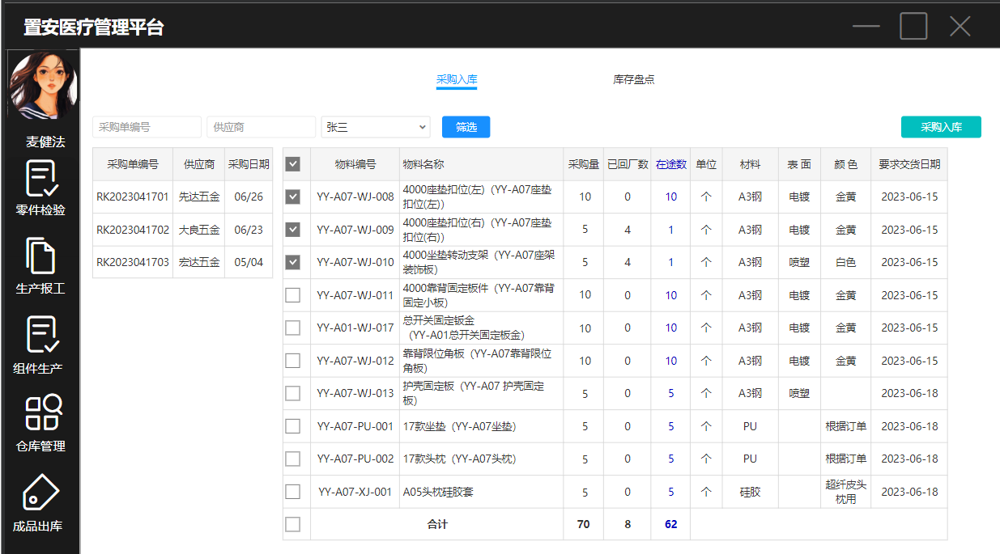 置安医疗管理平台
麦健法
零件检验
生产报工
组件生产
仓库管理
成品出库
采购入库 库存盘点
采购单编号 供应商 张三 筛选 采购入库
采购单编号 供应商 采购日期
RK2023041701 先达五金 06/26
RK2023041702 大良五金 06/23
RK2023041703 宏达五金 05/04
物料编号 物料名称 采购量 已回厂数 在途数 单位 材料 表 面 颜 色 要求交货日期
YY-A07-WJ-008 4000座垫扣位(左)（YY-A07座垫 10 0 10 个 A3钢 电镀 金黄 2023-06-15
扣位(左)）
YY-A07-WJ-009 4000座垫扣位(右)（YY-A07座垫 5 4 1 个 A3钢 电镀 金黄 2023-06-15
扣位(右)）
YY-A07-WJ-010 4000坐垫转动支架（YY-A07座架 5 4 1 个 A3钢 喷塑 白色 2023-06-15
装饰板）
YY-A07-WJ-011 4000靠背固定板件（YY-A07靠背 10 0 10 个 A3钢 电镀 金黄 2023-06-15
固定小板）
YY-A01-WJ-017 总开关固定钣金 10 0 10 个 A3钢 电镀 金黄 2023-06-15
（YY-A01总开关固定板金）
YY-A07-WJ-012 靠背限位角板（YY-A07靠背限位 10 0 10 个 A3钢 电镀 金黄 2023-06-15
角板）
YY-A07-WJ-013 护壳固定板（YY-A07 护壳固定 5 0 5 个 A3钢 喷塑 2023-06-18
板）
YY-A07-PU-001 17款坐垫（YY-A07坐垫） 5 0 5 个 PU 根据订单 2023-06-18
YY-A07-PU-002 17款头枕（YY-A07头枕） 5 0 5 个 PU 根据订单 2023-06-18
YY-A07-XJ-001 A05头枕硅胶套 5 0 5 个 硅胶 超纤皮头 2023-06-18
枕用
合计 70 8 62